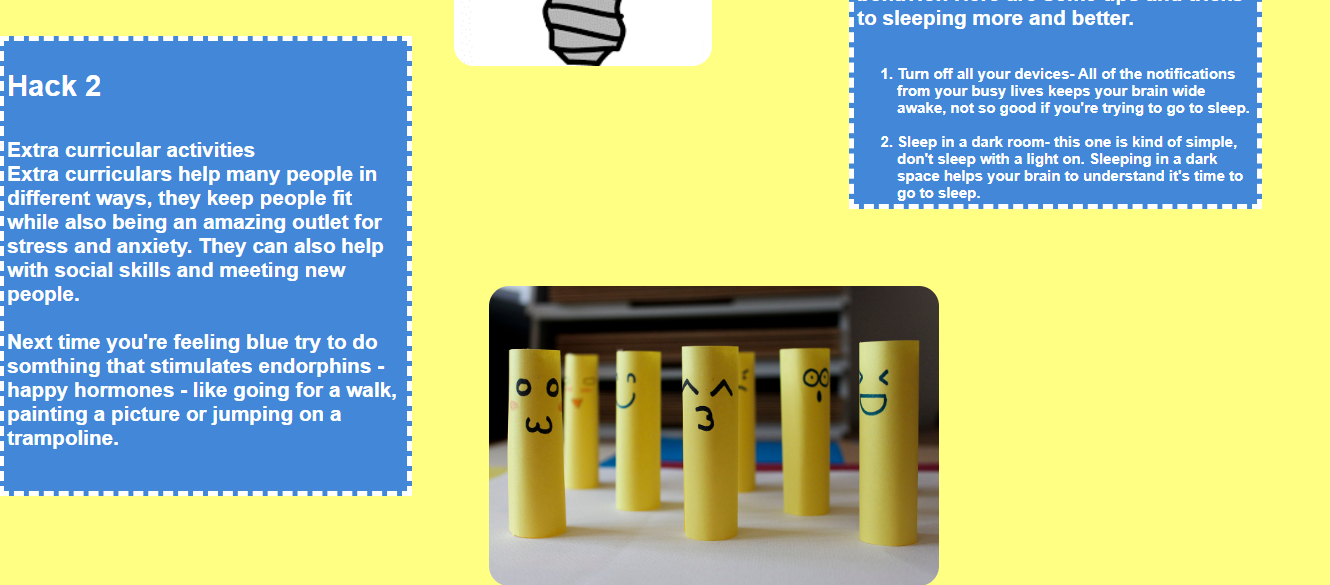 to sleeping more and better.
1. Turn off all your devices- All of the notifications
from your busy lives keeps your brain wide
awake, not so good if you're trying to go to sleep.
2. Sleep in a dark room- this one is kind of simple,
don't sleep with a light on. Sleeping in a dark
space helps your brain to understand it's time to
go to sleep.
Hack 2
Extra curricular activities
Extra curriculars help many people in
different ways, they keep people fit
while also being an amazing outlet for
stress and anxiety. They can also help
with social skills and meeting new
people.
Next time you're feeling blue try to do
somthing that stimulates endorphins -
happy hormones - like going for a walk,
painting a picture or jumping on a
trampoline.